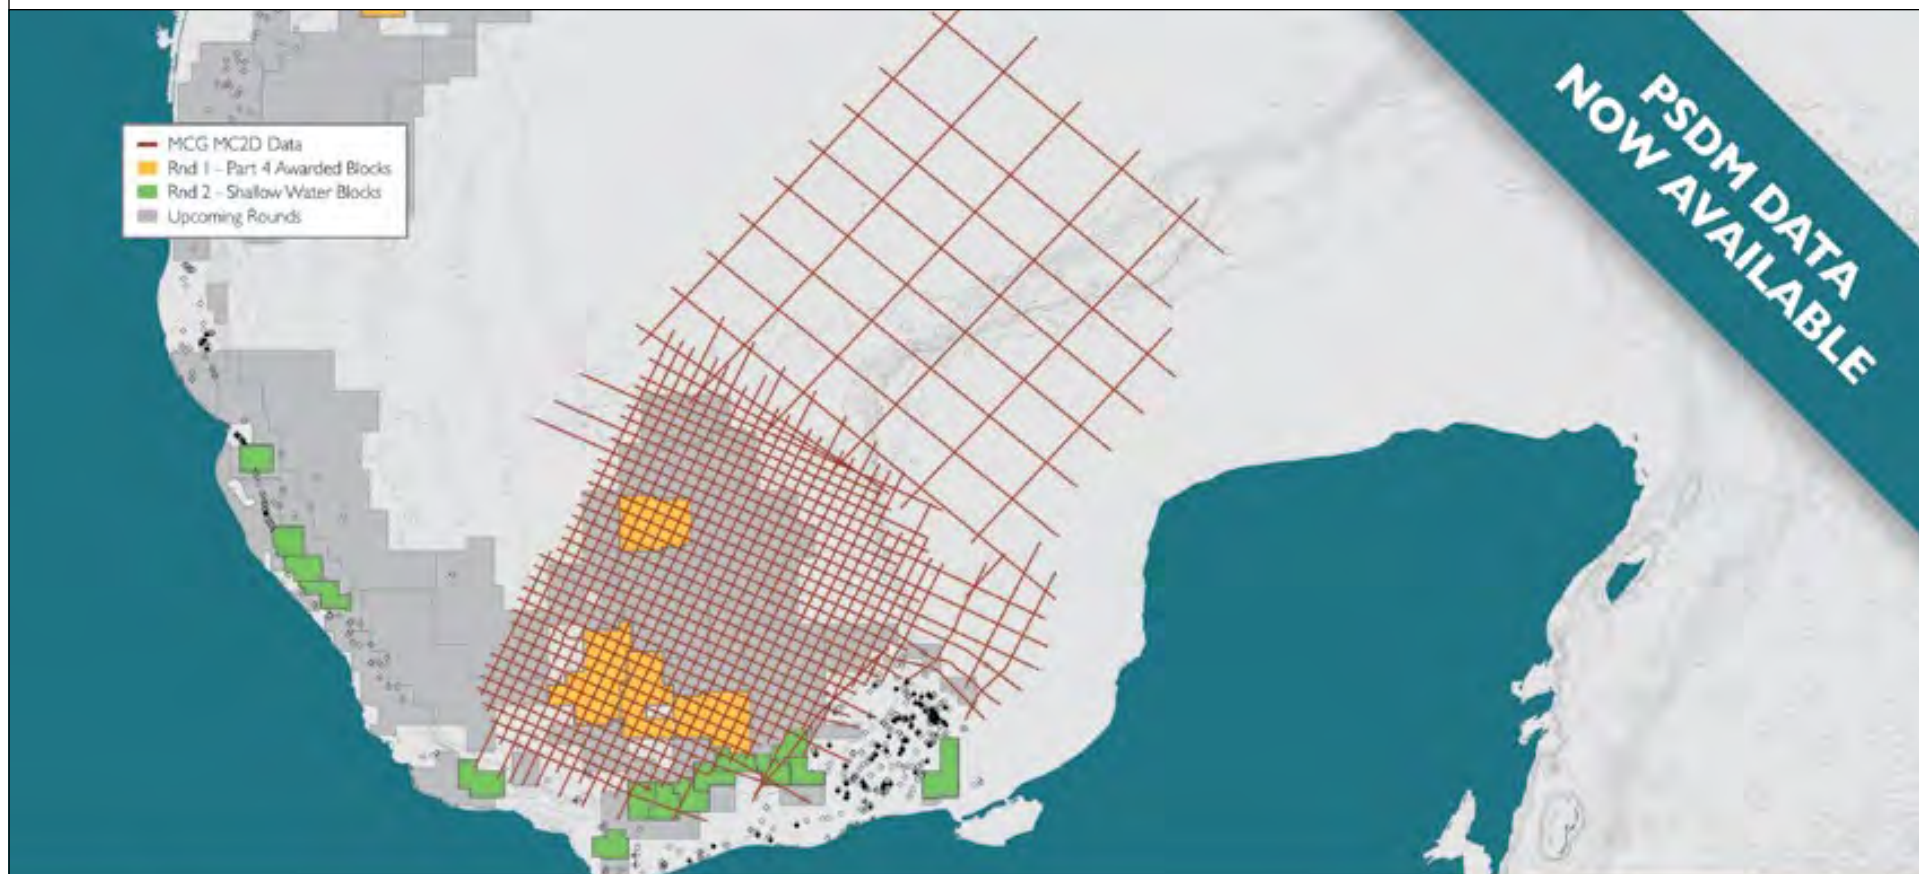 MCG MC2D Data
Rnd 1 - Part 4 Awarded Blocks
Rnd 2 - Shallow Water Blocks
Upcoming Rounds
PSDM DATA
NOW AVAILABLE